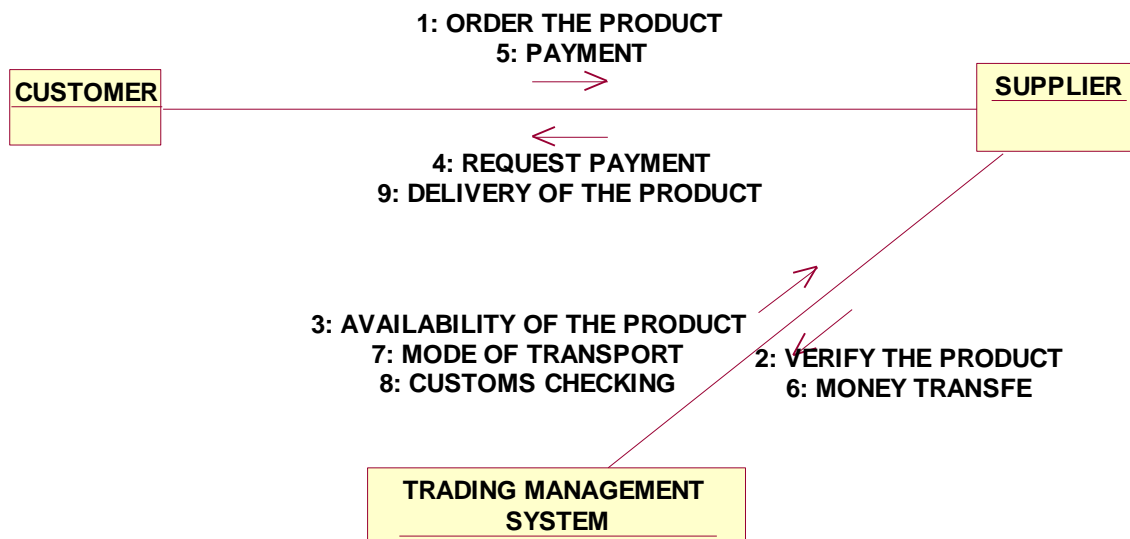 1: ORDER THE PRODUCT
5: PAYMENT
CUSTOMER
SUPPLIER
4: REQUEST PAYMENT
9: DELIVERY OF THE PRODUCT
3: AVAILABILITY OF THE PRODUCT
7: MODE OF TRANSPORT
8: CUSTOMS CHECKING
2: VERIFY THE PRODUCT
6: MONEY TRANSFE
TRADING MANAGEMENT
SYSTEM